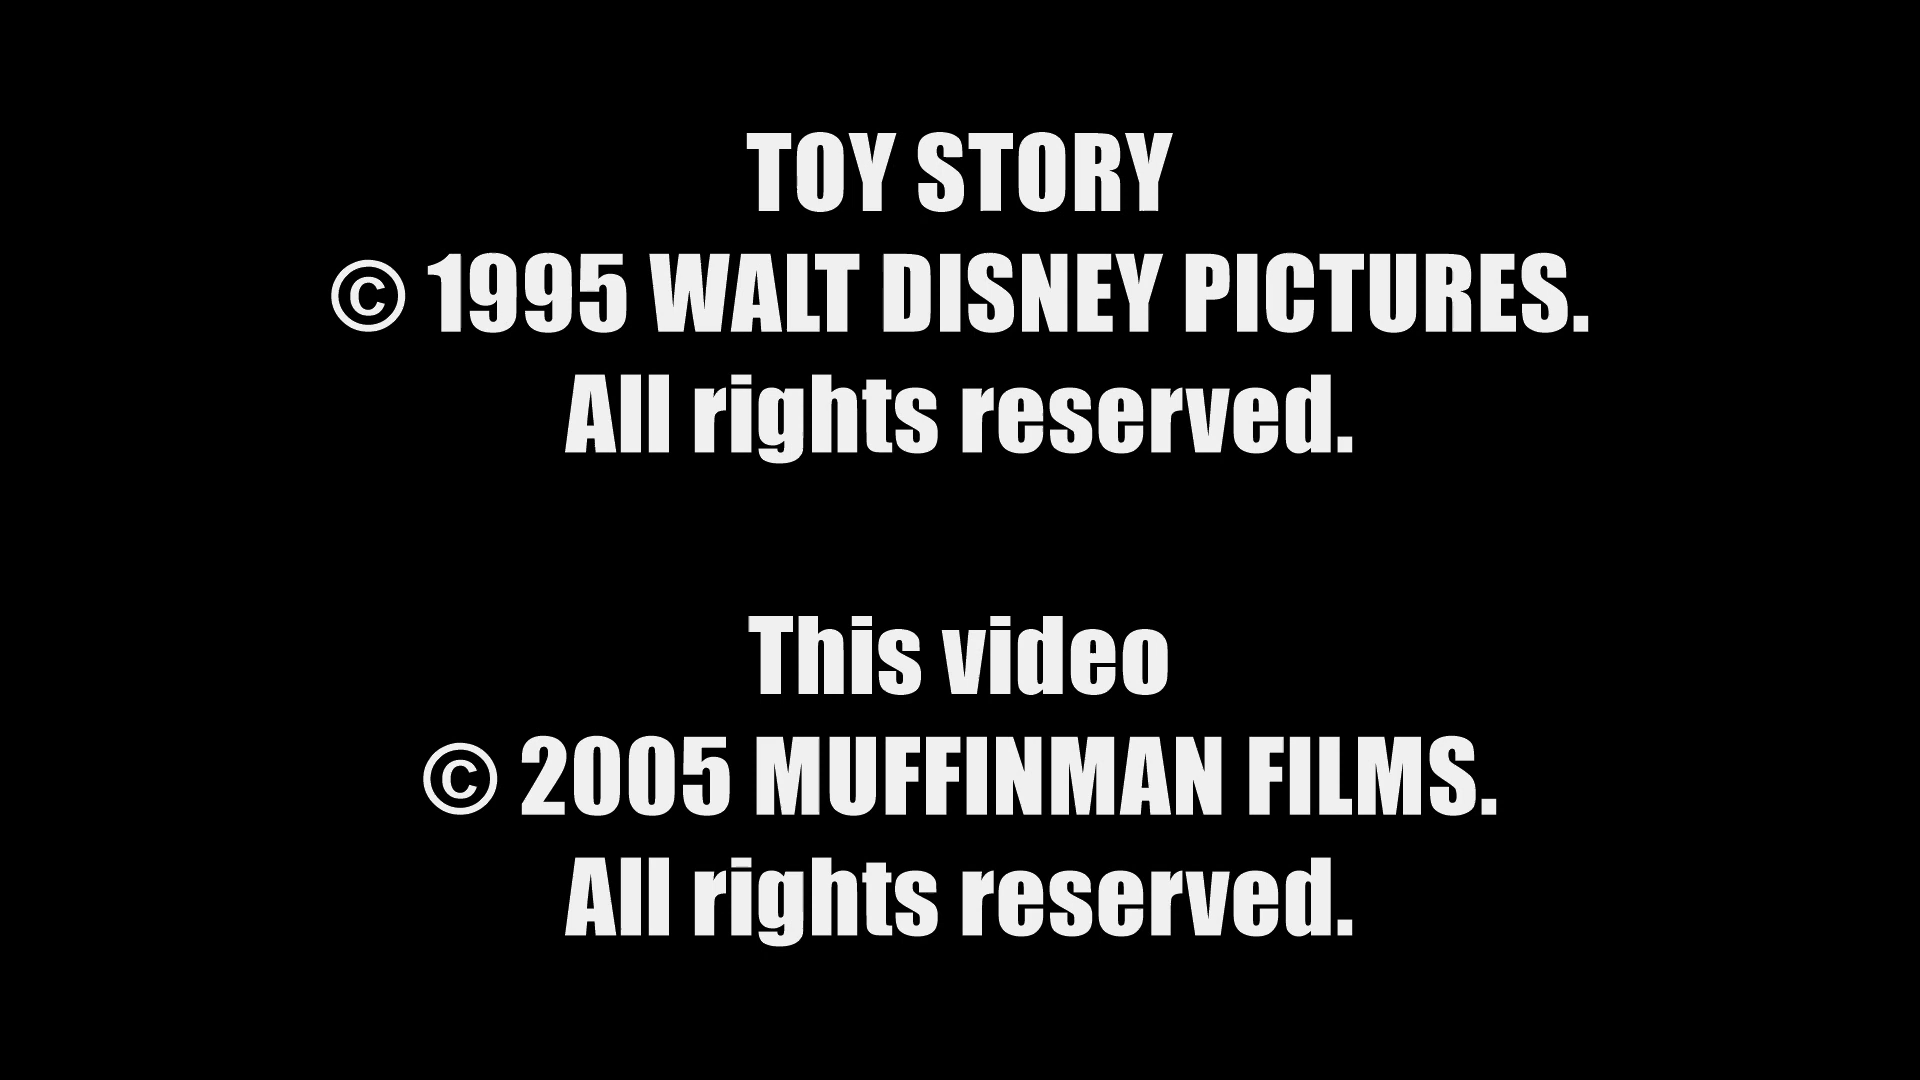 TOY STORY
© 1995 WALT DISNEY PICTURES.
All rights reserved.
This video
© 2005 MUFFINMAN FILMS.
All rights reserved.